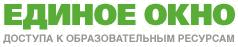 ЕДИНОЕ ОКНО
ДОСТУПА К ОБРАЗОВАТЕЛЬНЫМ РЕСУРСАМ